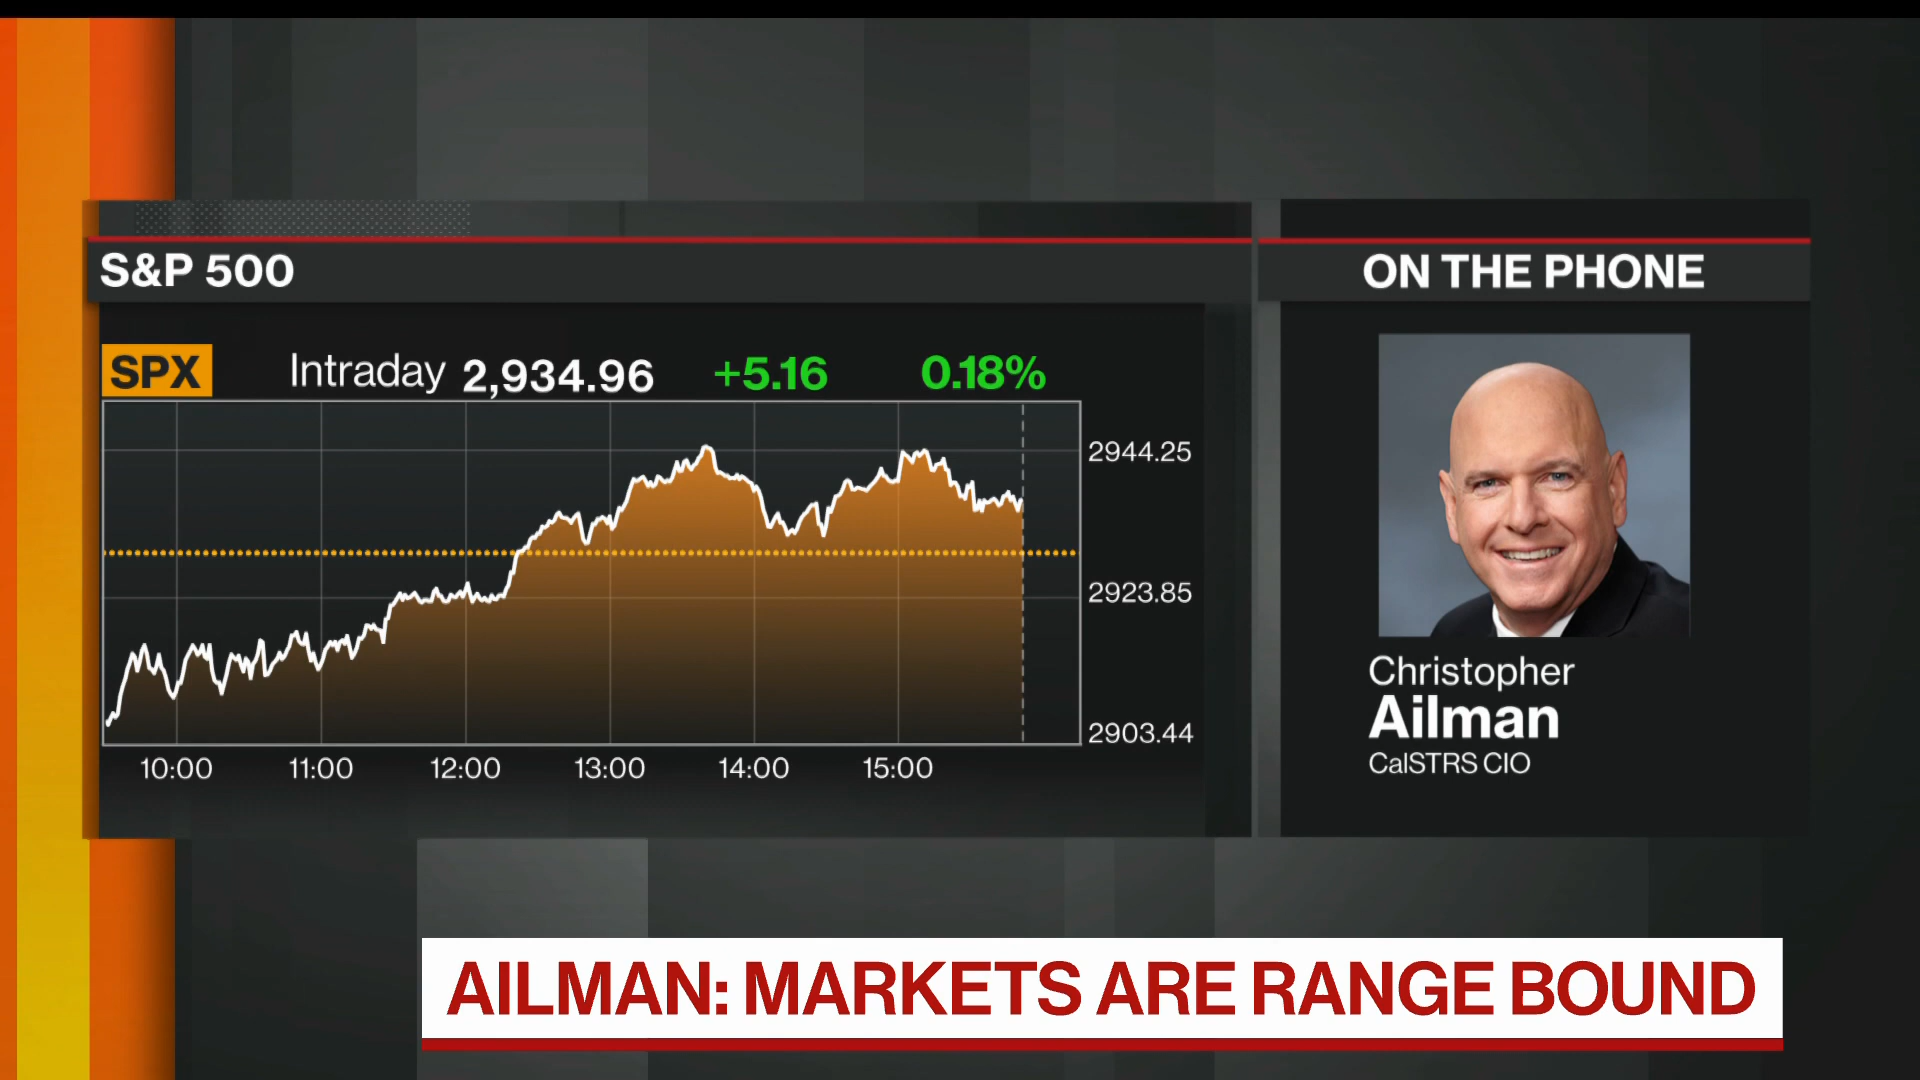 S&P 500
SPX Intraday 2,934.96 +5.16 0.18%
2944.25
2923.85
2903.44
10:00 11:00 12:00 13:00 14:00 15:00
ON THE PHONE
Christopher
Ailman
CalSTRS CIO
AILMAN: MARKETS ARE RANGE BOUND